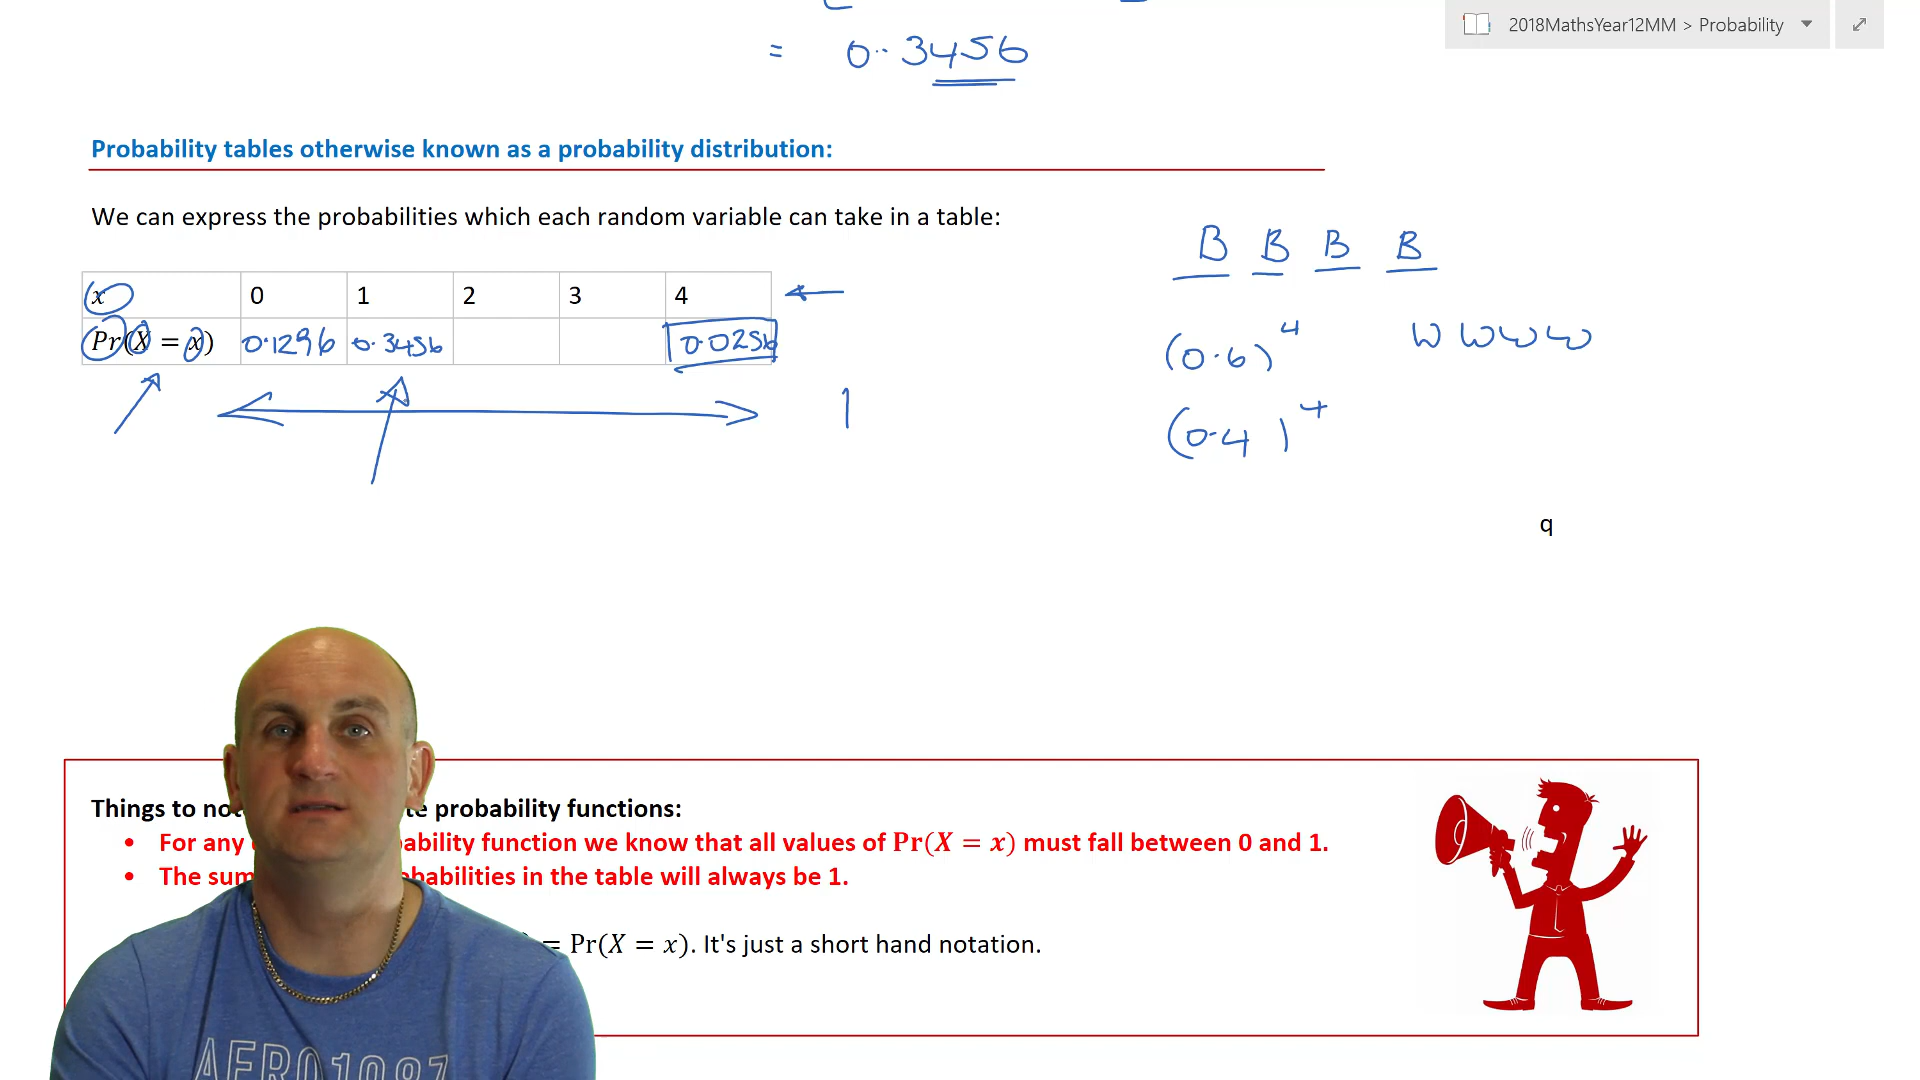 2018MathsYear12MM > Probability
= 0.3456
Probability tables otherwise known as a probability distribution:
We can express the probabilities which each random variable can take in a table:
B B B B
x 0 1 2 3 4
Pr(X = x) 0.1296 0.3456 0.0256
(0.6)^4 W W W W
1
(0.4)^4
q
Things to no te probability functions:
• For any bability function we know that all values of Pr(X = x) must fall between 0 and 1.
• The sum obabilities in the table will always be 1.
= Pr(X = x). It's just a short hand notation.
AERO1987